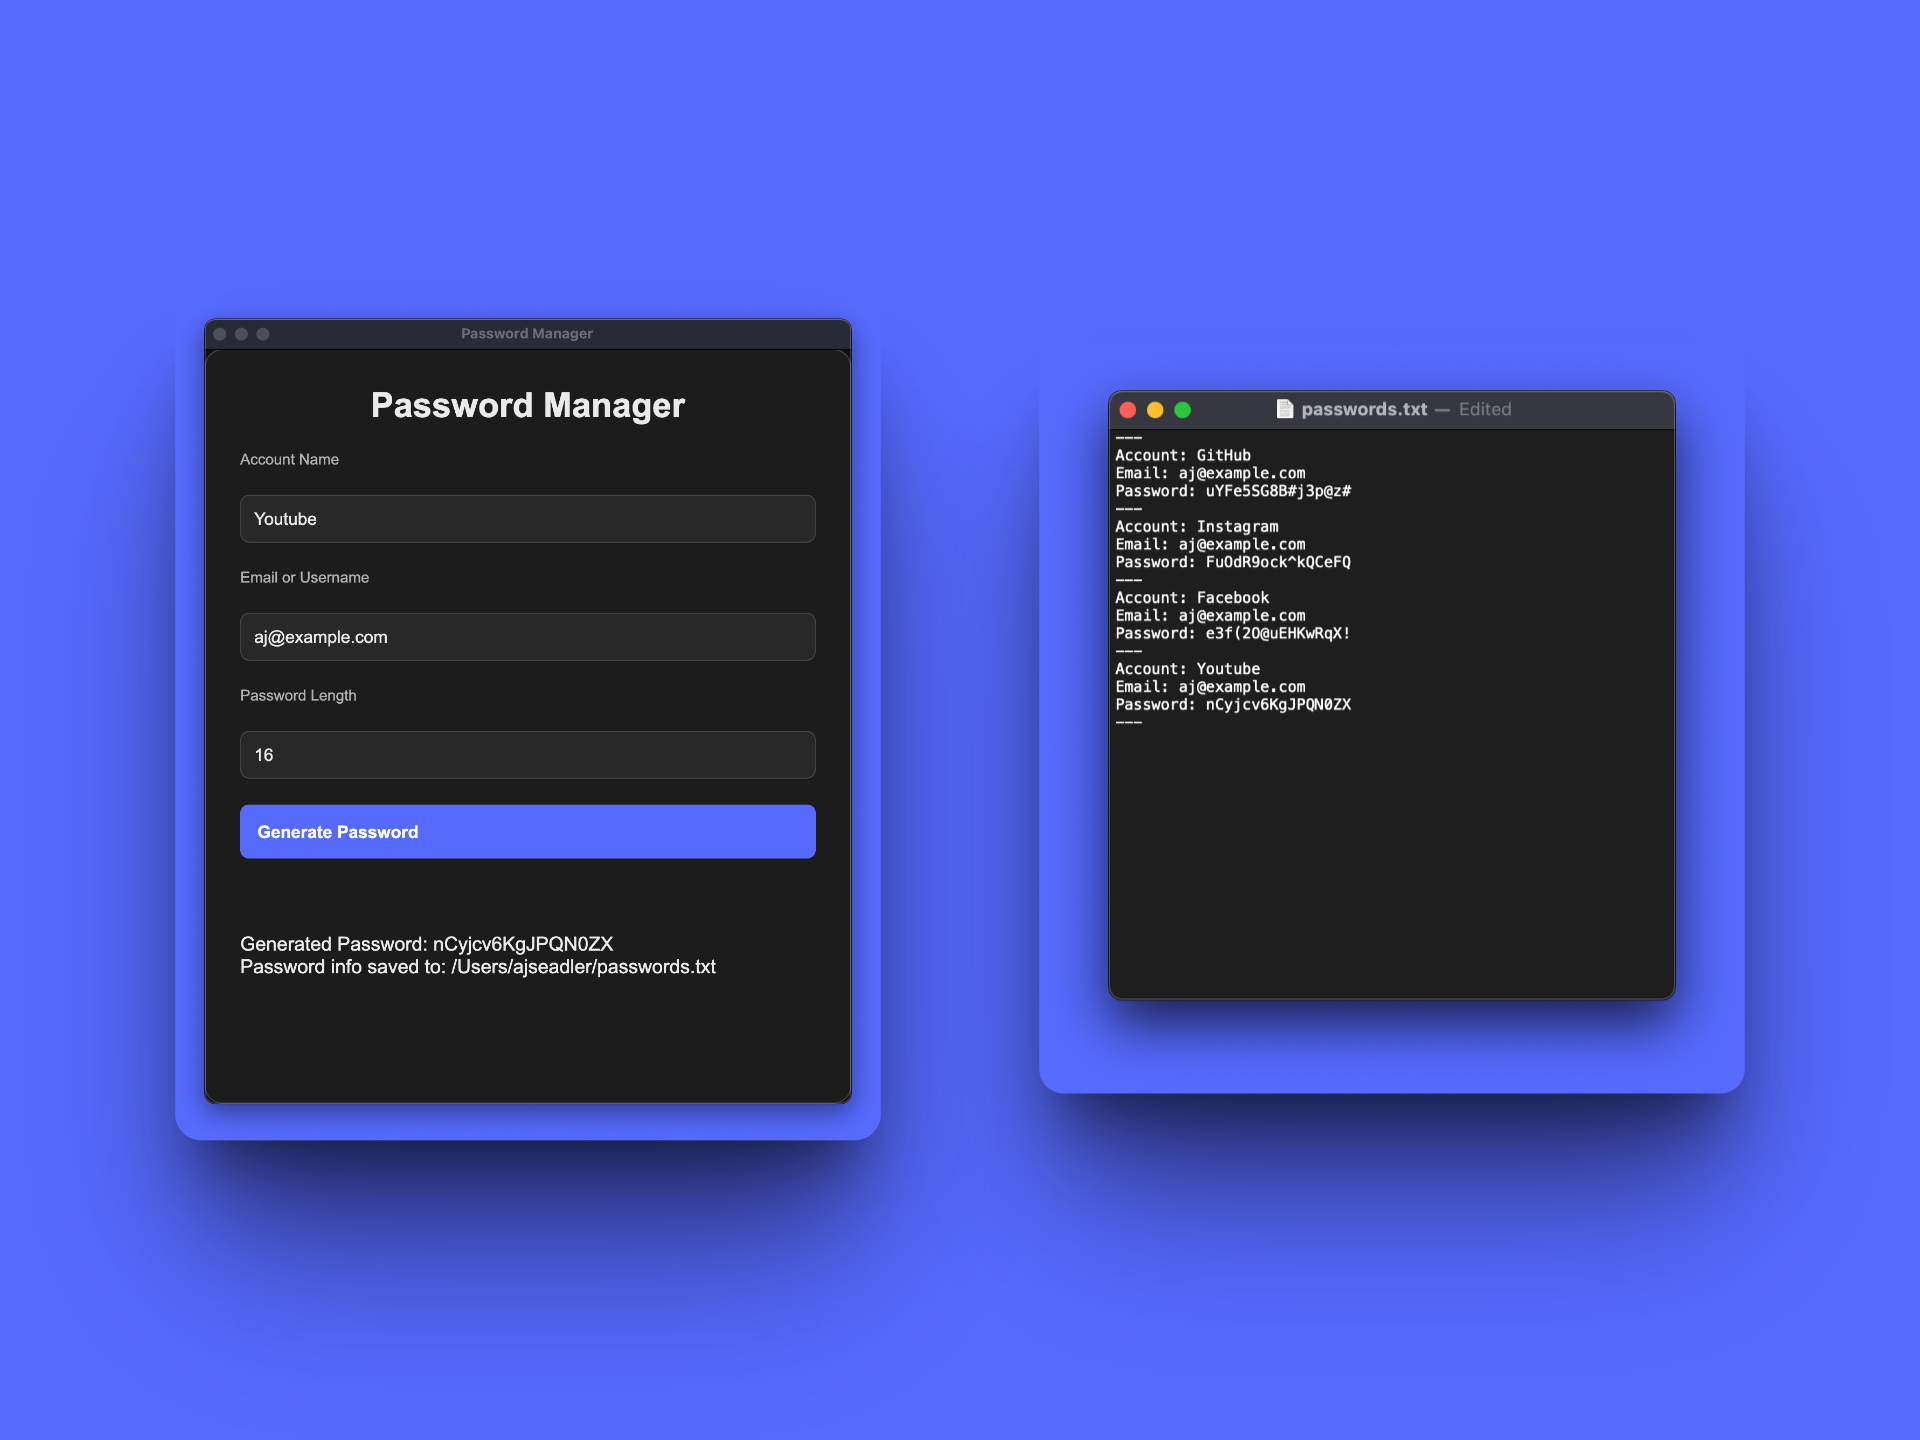 Password Manager
Password Manager
Account Name
Youtube
Email or Username
aj@example.com
Password Length
16
Generate Password
Generated Password: nCyjcv6KgJPQN0ZX
Password info saved to: /Users/ajseadler/passwords.txt
passwords.txt — Edited
---
Account: GitHub
Email: aj@example.com
Password: uYFe5SG8B#j3p@z#
---
Account: Instagram
Email: aj@example.com
Password: FuOdR9ock^kQCeFQ
---
Account: Facebook
Email: aj@example.com
Password: e3f(2O@uEHKwRqX!
---
Account: Youtube
Email: aj@example.com
Password: nCyjcv6KgJPQN0ZX
---